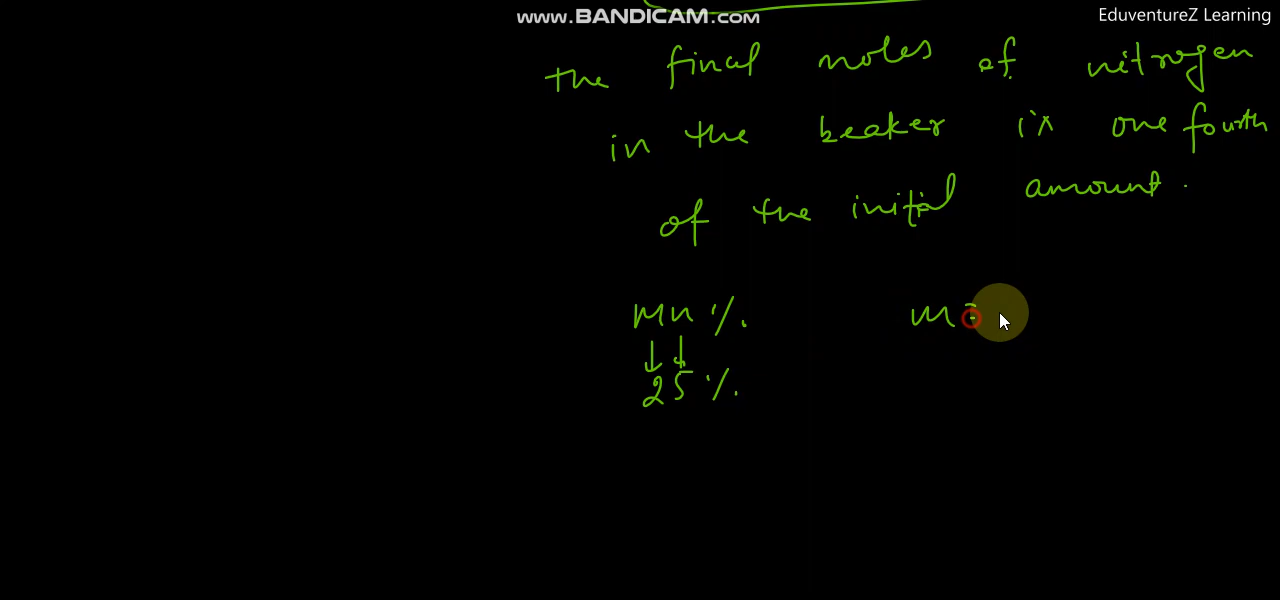 www.BANDICAM.com
EduventureZ Learning
the final moles of nitrogen
in the beaker is one fourth
of the initial amount.
Mn %. m =
25 %.